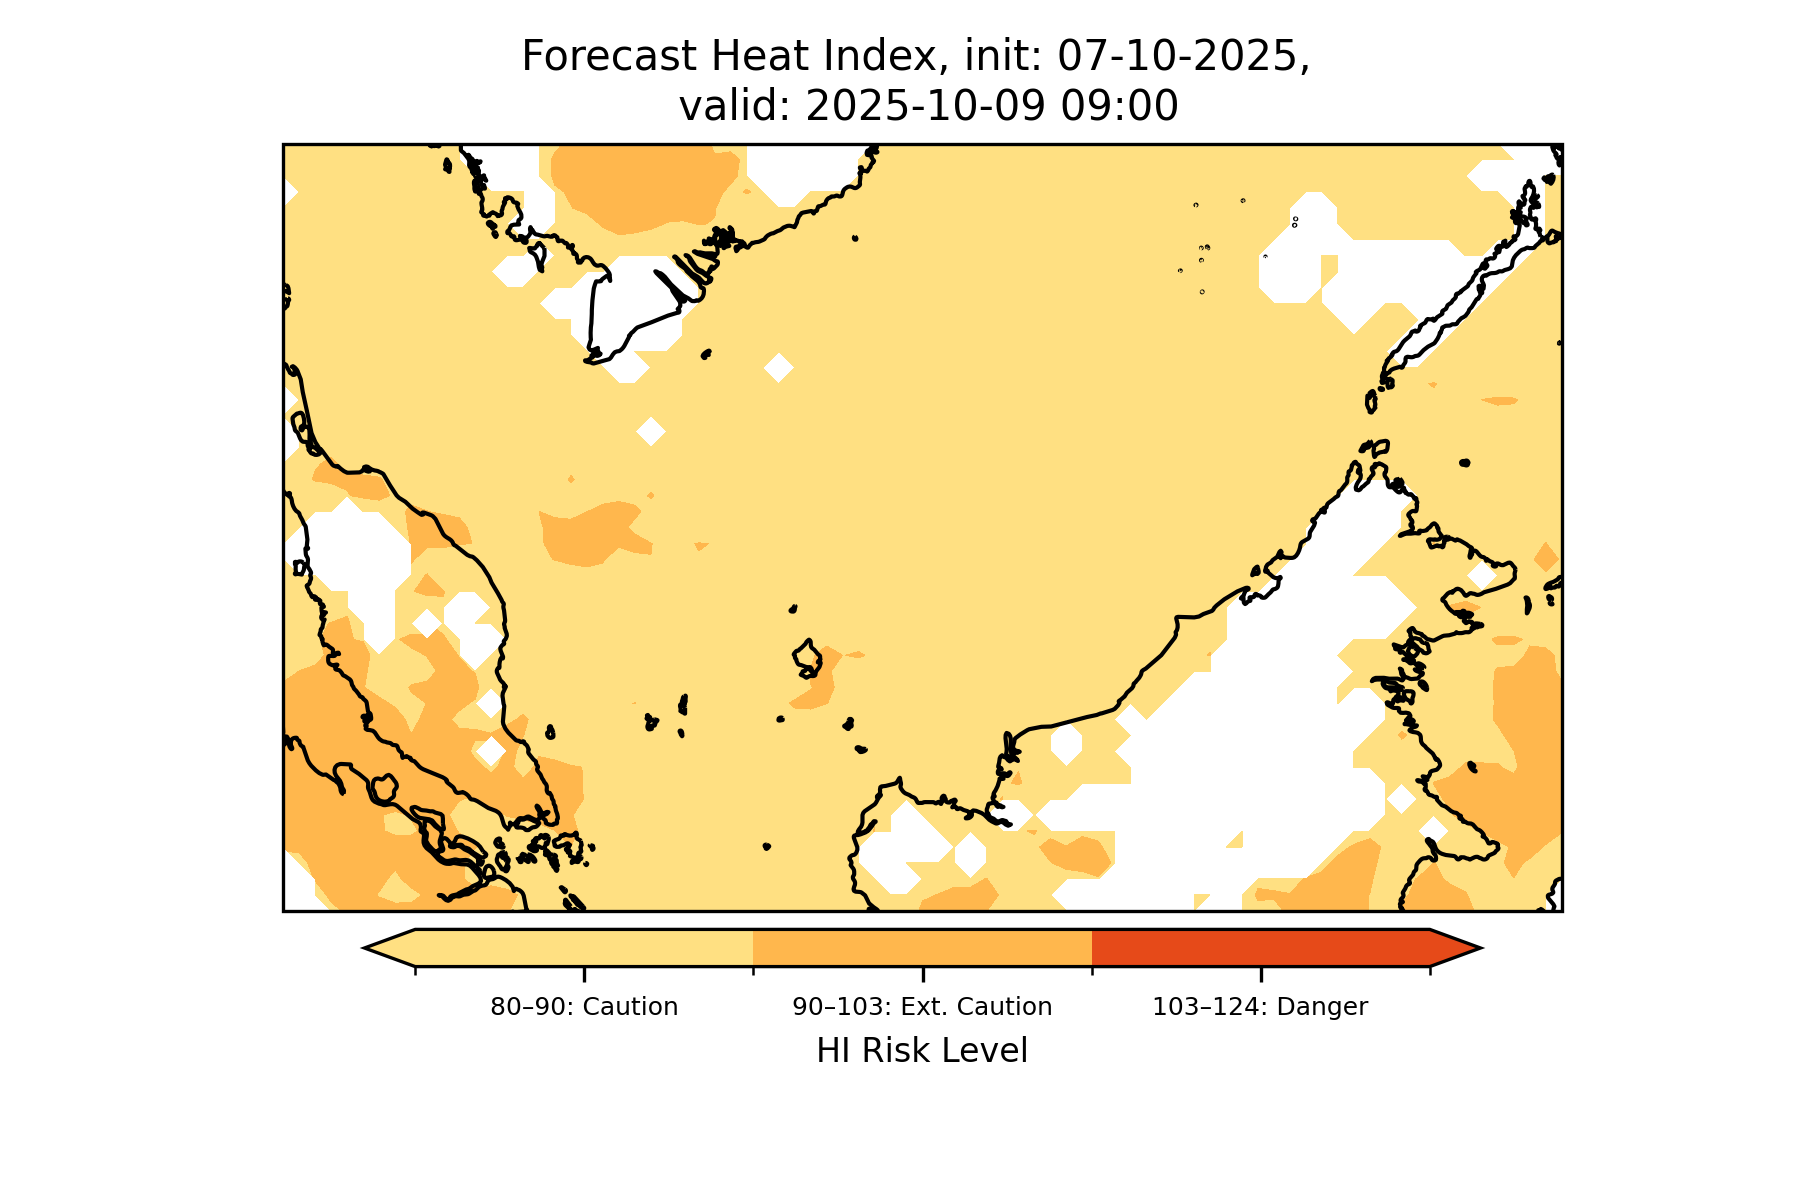 Forecast Heat Index, init: 07-10-2025,
valid: 2025-10-09 09:00
80–90: Caution
90–103: Ext. Caution
103–124: Danger
HI Risk Level